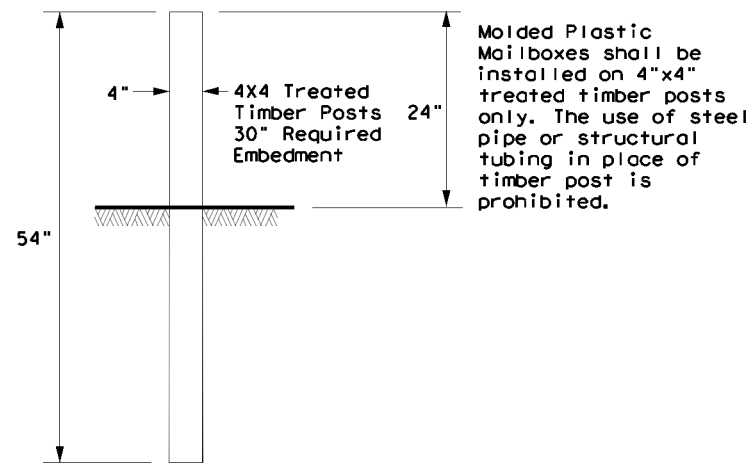 4"
4X4 Treated
Timber Posts
30" Required
Embedment
24"
54"
Molded Plastic
Mailboxes shall be
installed on 4"x4"
treated timber posts
only. The use of steel
pipe or structural
tubing in place of
timber post is
prohibited.